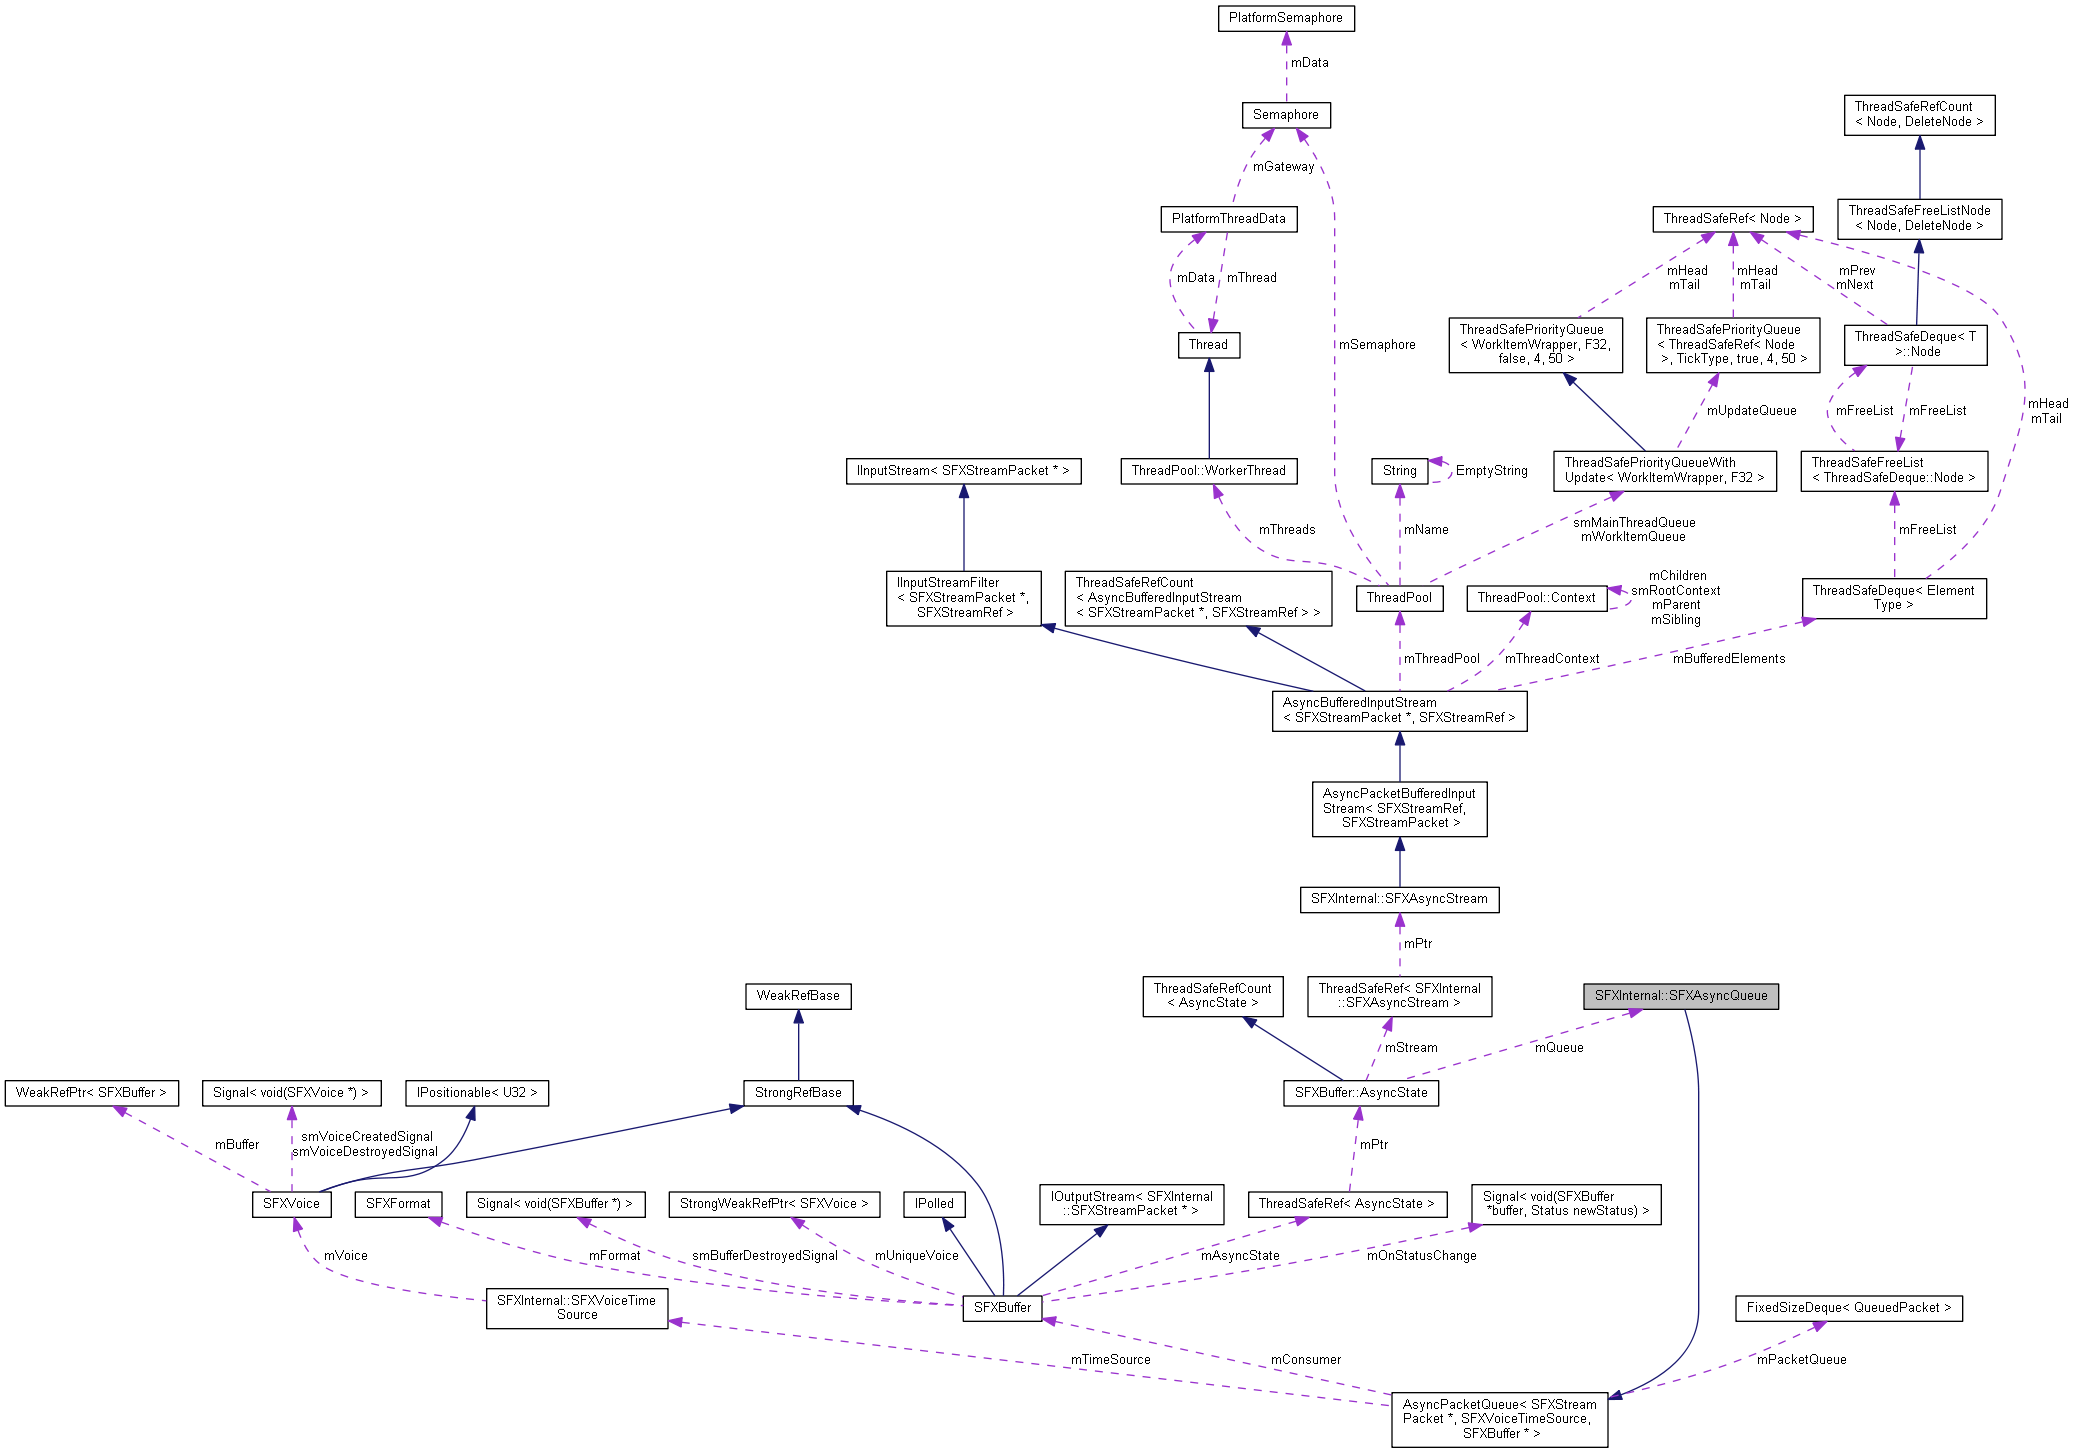 PlatformSemaphore
mData
Semaphore
ThreadSafeRefCount
< Node, DeleteNode >
mGateway
PlatformThreadData
ThreadSafeRef< Node >
ThreadSafeFreeListNode
< Node, DeleteNode >
mData
mThread
mHead
mTail
mHead
mTail
mPrev
mNext
Thread
mSemaphore
ThreadSafePriorityQueue
< WorkItemWrapper, F32,
false, 4, 50 >
ThreadSafePriorityQueue
< ThreadSafeRef< Node
>, TickType, true, 4, 50 >
ThreadSafeDeque< T
>::Node
mUpdateQueue
mFreeList
mFreeList
mHead
mTail
IInputStream< SFXStreamPacket * >
ThreadPool::WorkerThread
String
EmptyString
ThreadSafePriorityQueueWith
Update< WorkItemWrapper, F32 >
ThreadSafeFreeList
< ThreadSafeDeque::Node >
mThreads
mName
smMainThreadQueue
mWorkItemQueue
mFreeList
IInputStreamFilter
< SFXStreamPacket *,
SFXStreamRef >
ThreadSafeRefCount
< AsyncBufferedInputStream
< SFXStreamPacket *, SFXStreamRef > >
ThreadPool
ThreadPool::Context
mChildren
smRootContext
mParent
mSibling
ThreadSafeDeque< Element
Type >
mThreadPool
mThreadContext
mBufferedElements
AsyncBufferedInputStream
< SFXStreamPacket *, SFXStreamRef >
AsyncPacketBufferedInput
Stream< SFXStreamRef,
SFXStreamPacket >
SFXInternal::SFXAsyncStream
mPtr
WeakRefBase
ThreadSafeRefCount
< AsyncState >
ThreadSafeRef< SFXInternal
::SFXAsyncStream >
SFXInternal::SFXAsyncQueue
mStream
mQueue
WeakRefPtr< SFXBuffer >
Signal< void(SFXVoice *) >
IPositionable< U32 >
StrongRefBase
SFXBuffer::AsyncState
mBuffer
smVoiceCreatedSignal
smVoiceDestroyedSignal
mPtr
SFXVoice
SFXFormat
Signal< void(SFXBuffer *) >
StrongWeakRefPtr< SFXVoice >
IPolled
IOutputStream< SFXInternal
::SFXStreamPacket * >
ThreadSafeRef< AsyncState >
Signal< void(SFXBuffer
*buffer, Status newStatus) >
mVoice
mFormat
smBufferDestroyedSignal
mUniqueVoice
mAsyncState
mOnStatusChange
SFXInternal::SFXVoiceTime
Source
SFXBuffer
FixedSizeDeque< QueuedPacket >
mTimeSource
mConsumer
mPacketQueue
AsyncPacketQueue< SFXStream
Packet *, SFXVoiceTimeSource,
SFXBuffer * >